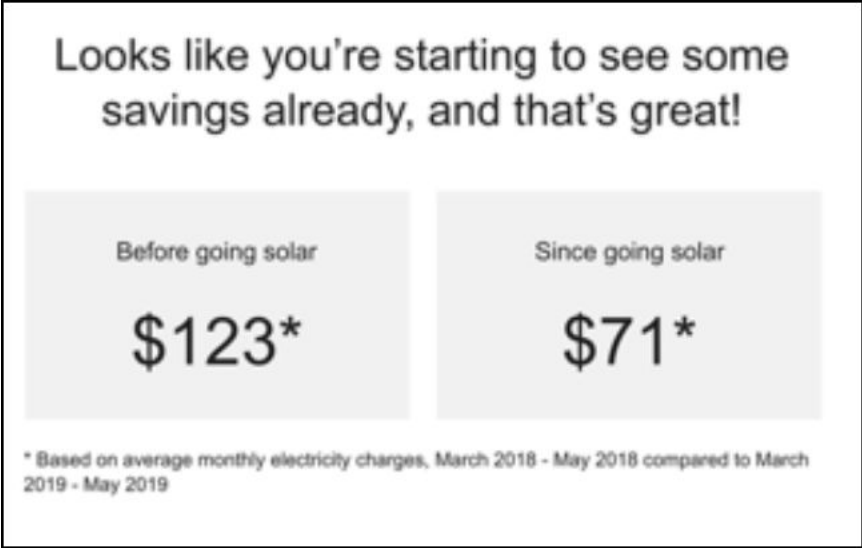 Looks like you're starting to see some
savings already, and that's great!
Before going solar
Since going solar
$123*
$71*
* Based on average monthly electricity charges, March 2018 - May 2018 compared to March
2019 - May 2019